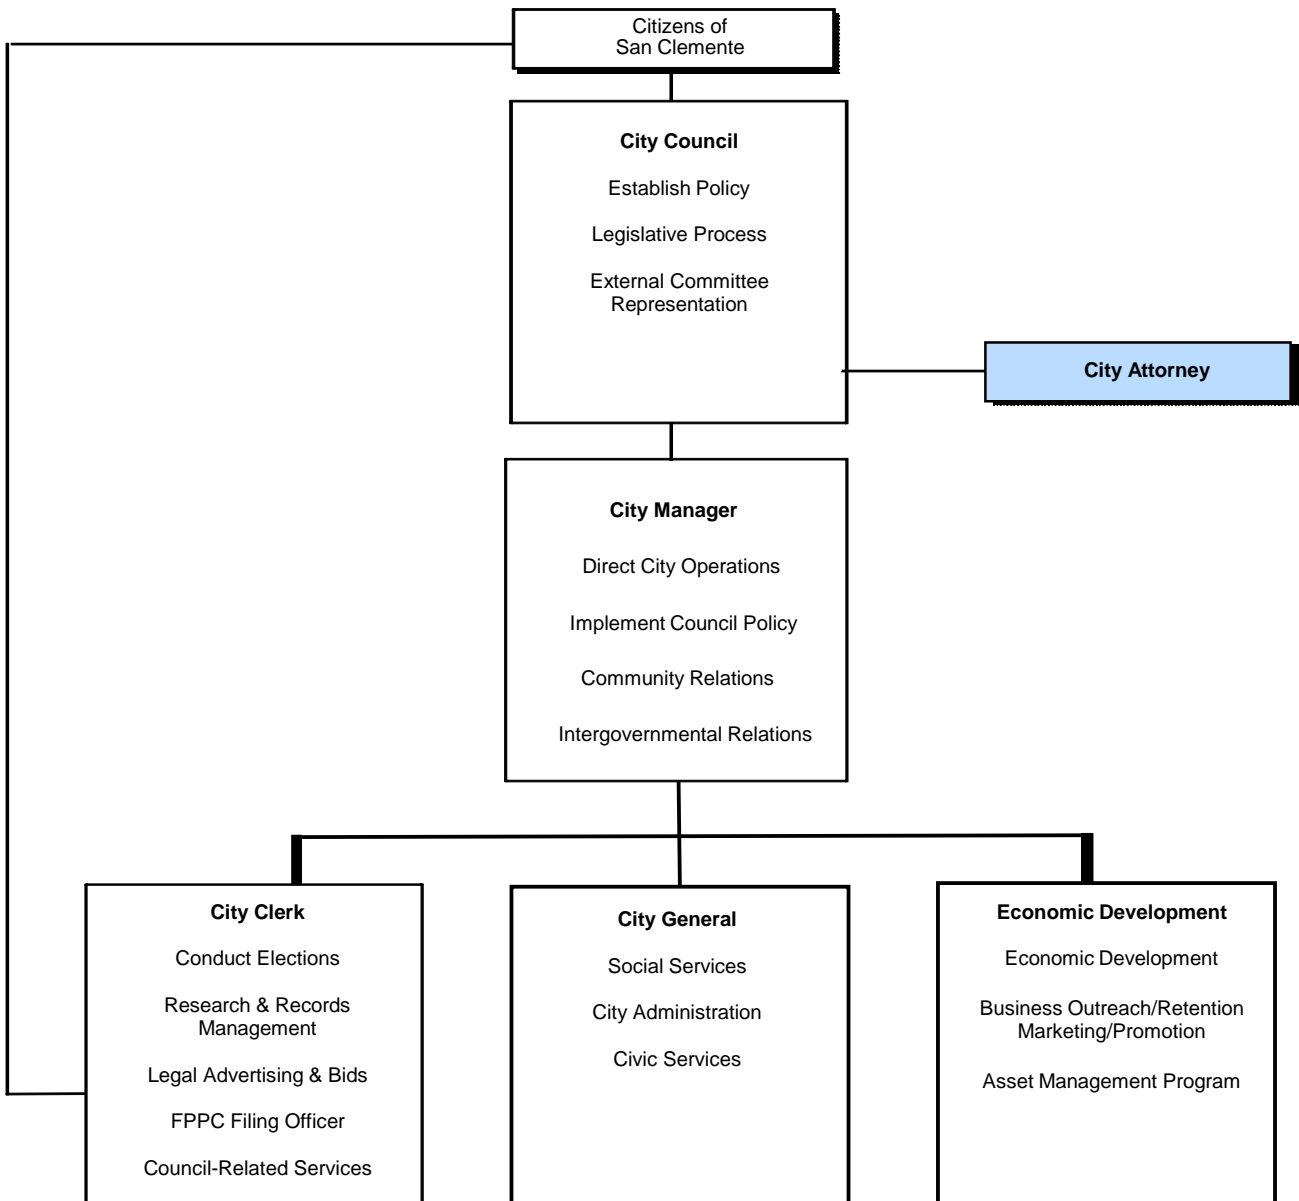 Citizens of
San Clemente
City Council
Establish Policy
Legislative Process
External Committee
Representation
City Attorney
City Manager
Direct City Operations
Implement Council Policy
Community Relations
Intergovernmental Relations
City Clerk
Conduct Elections
Research & Records
Management
Legal Advertising & Bids
FPPC Filing Officer
Council-Related Services
City General
Social Services
City Administration
Civic Services
Economic Development
Economic Development
Business Outreach/Retention
Marketing/Promotion
Asset Management Program